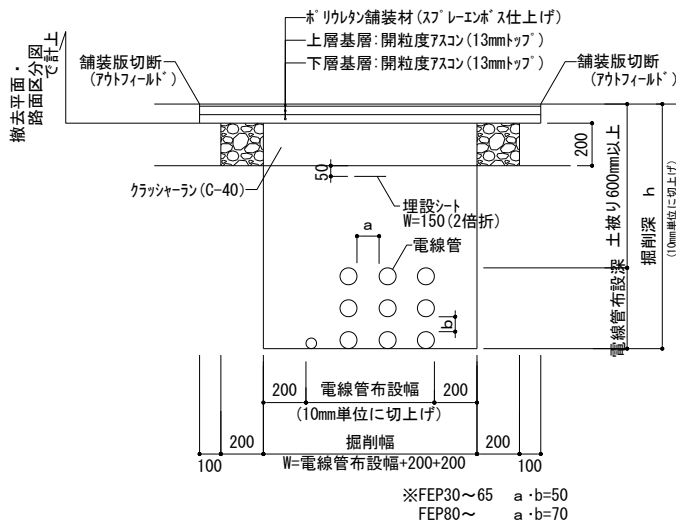 ﾎﾟﾘｳﾚﾀﾝ舗装材(ｽﾌﾟﾚｰｴﾝﾎﾞｽ仕上げ)
上層基層:開粒度ｱｽｺﾝ(13mmﾄｯﾌﾟ)
下層基層:開粒度ｱｽｺﾝ(13mmﾄｯﾌﾟ)
撤去平面・
路面区分図
で計上
舗装版切断
(ｱｳﾄﾌｨｰﾙﾄﾞ)
舗装版切断
(ｱｳﾄﾌｨｰﾙﾄﾞ)
200
50
ｸﾗｯｼｬｰﾗﾝ(C-40)
埋設ｼｰﾄ
W=150(2倍折)
a
電線管
b
電線管布設深
土被り600mm以上
掘削深 h
(10mm単位に切上げ)
200 電線管布設幅 200
(10mm単位に切上げ)
200 掘削幅 200
100 W=電線管布設幅+200+200 100
※FEP30～65 a・b=50
FEP80～ a・b=70